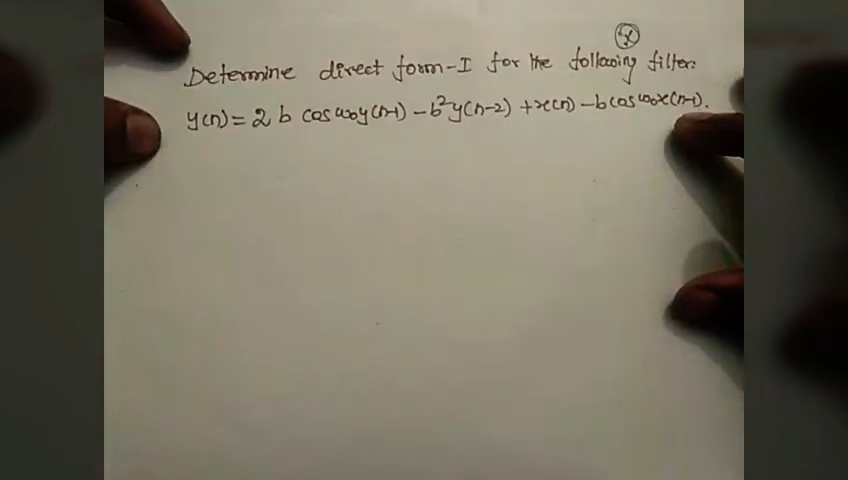 *
Determine direct form-I for the following filter:
y(n) = 2 b cos ω₀ y(n-1) - b² y(n-2) + x(n) - b cos ω₀ x(n-1).